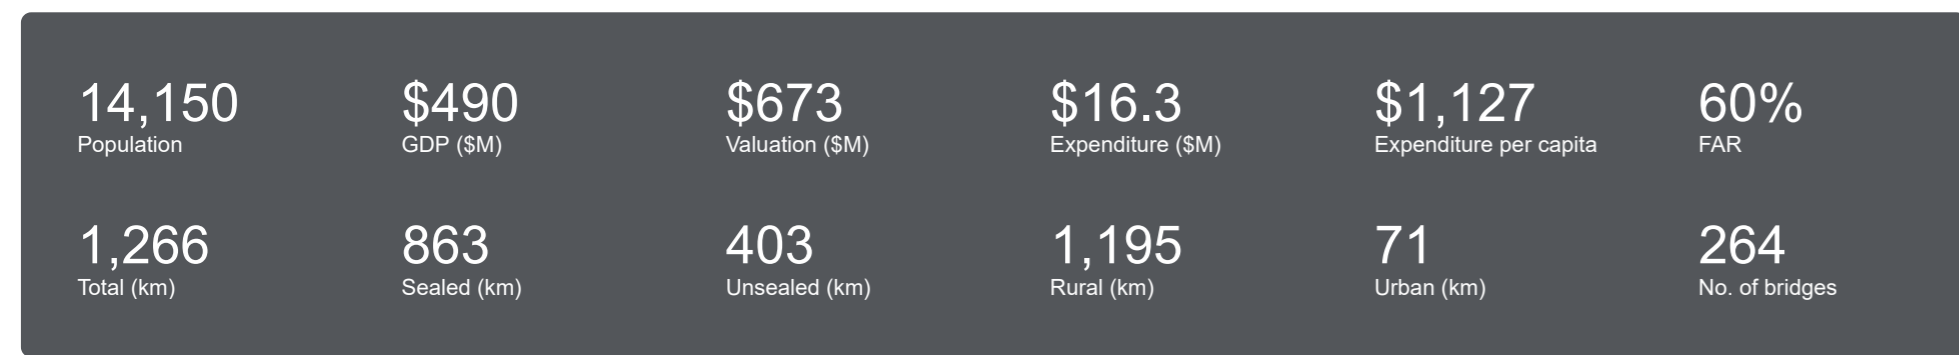 14,150 $490 $673 $16.3 $1,127 60%
Population GDP ($M) Valuation ($M) Expenditure ($M) Expenditure per capita FAR
1,266 863 403 1,195 71 264
Total (km) Sealed (km) Unsealed (km) Rural (km) Urban (km) No. of bridges